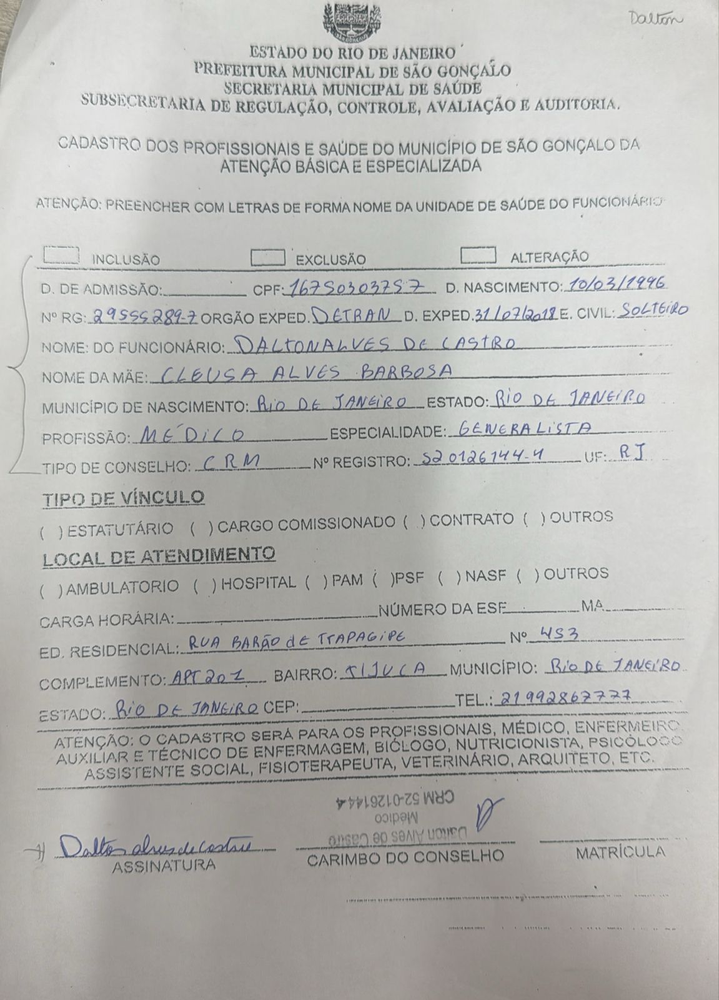 Dalton
SÃO GONÇALO
ESTADO DO RIO DE JANEIRO
PREFEITURA MUNICIPAL DE SÃO GONÇALO
SECRETARIA MUNICIPAL DE SAÚDE
SUBSECRETARIA DE REGULAÇÃO, CONTROLE, AVALIAÇÃO E AUDITORIA.
CADASTRO DOS PROFISSIONAIS E SAÚDE DO MUNICÍPIO DE SÃO GONÇALO DA
ATENÇÃO BÁSICA E ESPECIALIZADA
ATENÇÃO: PREENCHER COM LETRAS DE FORMA NOME DA UNIDADE DE SAÚDE DO FUNCIONÁRIO
INCLUSÃO EXCLUSÃO ALTERAÇÃO
D. DE ADMISSÃO: CPF: 16750303757 D. NASCIMENTO: 10/03/1996
Nº RG: 29555289-7 ORGÃO EXPED. DETRAN D. EXPED. 31/07/2018 E. CIVIL: SOLTEIRO
NOME: DO FUNCIONÁRIO: DALTON ALVES DE CASTRO
NOME DA MÃE: CLEUSA ALVES BARBOSA
MUNICÍPIO DE NASCIMENTO: RIO DE JANEIRO ESTADO: RIO DE JANEIRO
PROFISSÃO: MÉDICO ESPECIALIDADE: GENERALISTA
TIPO DE CONSELHO: CRM Nº REGISTRO: 520126144-4 UF: RJ
TIPO DE VÍNCULO
( ) ESTATUTÁRIO ( ) CARGO COMISSIONADO ( ) CONTRATO ( ) OUTROS
LOCAL DE ATENDIMENTO
( ) AMBULATORIO ( ) HOSPITAL ( ) PAM ( )PSF ( ) NASF ( ) OUTROS
CARGA HORÁRIA: NÚMERO DA ESF MA
ED. RESIDENCIAL: RUA BARÃO de ITAPAGIPE Nº 453
COMPLEMENTO: APT 201 BAIRRO: TIJUCA MUNICÍPIO: RIO DE JANEIRO
ESTADO: RIO DE JANEIRO CEP: TEL.: 21992867777
ATENÇÃO: O CADASTRO SERÁ PARA OS PROFISSIONAIS, MÉDICO, ENFERMEIRO
AUXILIAR E TÉCNICO DE ENFERMAGEM, BIÓLOGO, NUTRICIONISTA, PSICÓLOGO
ASSISTENTE SOCIAL, FISIOTERAPEUTA, VETERINÁRIO, ARQUITETO, ETC.
Dalton Alves de Castro
Médico
CRM 52-0126144-4
Dalton alves de castro
ASSINATURA CARIMBO DO CONSELHO MATRÍCULA